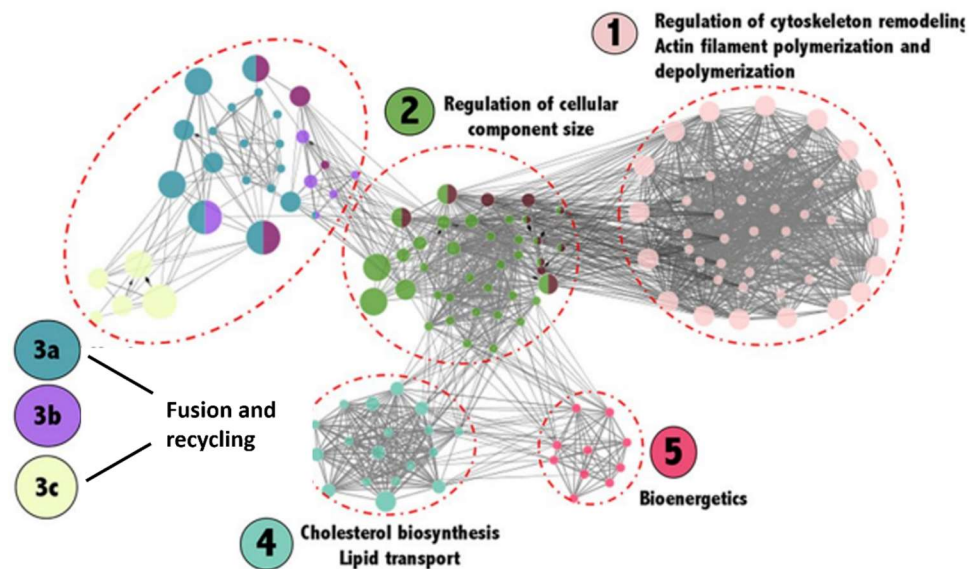 1
Regulation of cytoskeleton remodeling
Actin filament polymerization and
depolymerization
2
Regulation of cellular
component size
3a
3b
3c
Fusion and
recycling
4
Cholesterol biosynthesis
Lipid transport
5
Bioenergetics